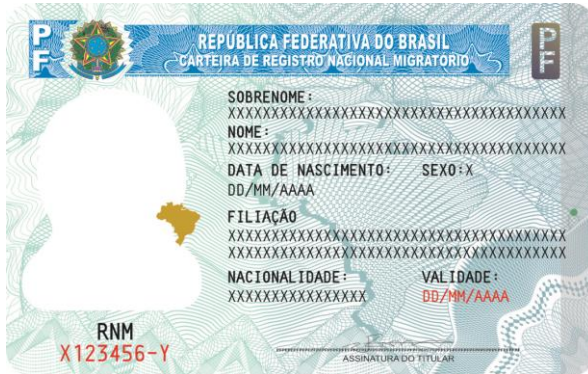 PF
PF
REPÚBLICA FEDERATIVA DO BRASIL
CARTEIRA DE REGISTRO NACIONAL MIGRATÓRIO
SOBRENOME:
XXXXXXXXXXXXXXXXXXXXXXXXXXXXXXXXXXXXXXX
NOME:
XXXXXXXXXXXXXXXXXXXXXXXXXXXXXXXXXXXXXXX
DATA DE NASCIMENTO: SEXO:X
DD/MM/AAAA
FILIAÇÃO
XXXXXXXXXXXXXXXXXXXXXXXXXXXXXXXXXXXXXXX
XXXXXXXXXXXXXXXXXXXXXXXXXXXXXXXXXXXXXXX
NACIONALIDADE: VALIDADE:
XXXXXXXXXXXXXXXX DD/MM/AAAA
RNM
X123456-Y
ASSINATURA DO TITULAR